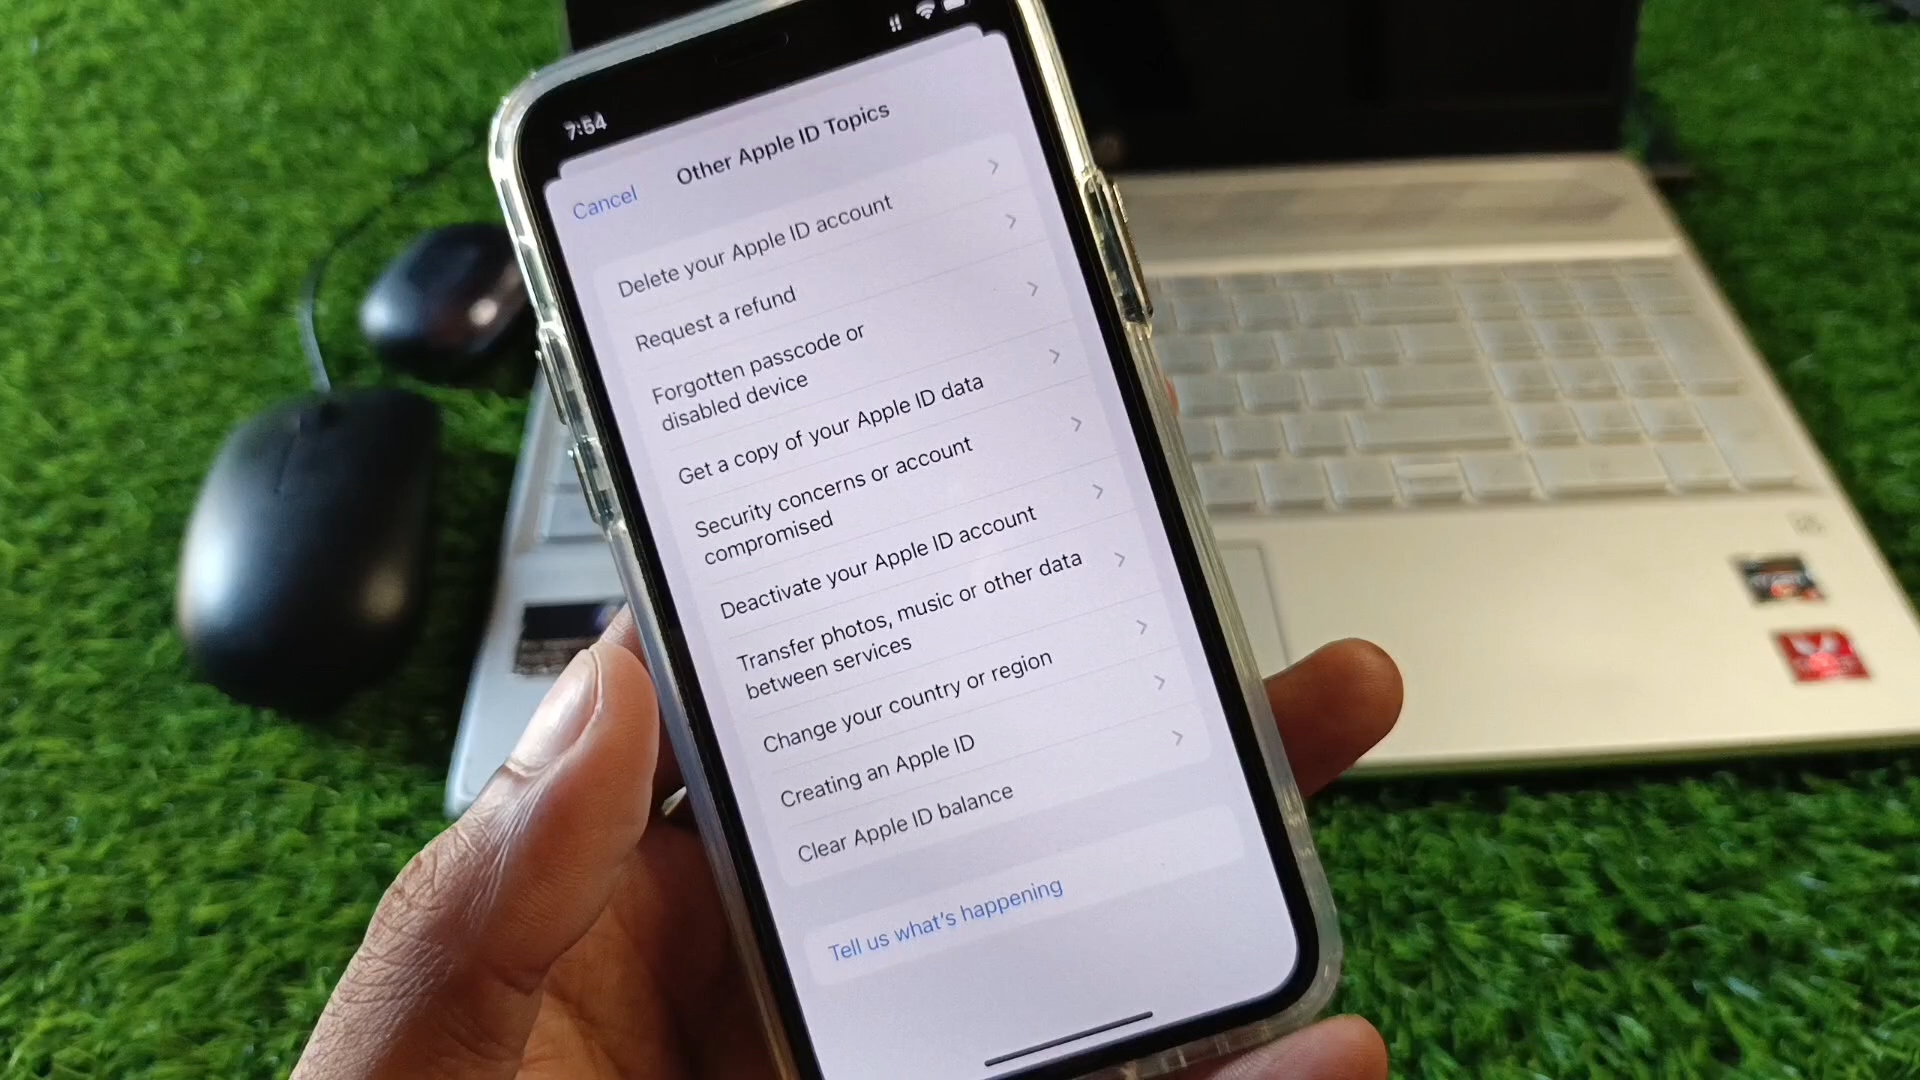 7:54
Cancel
Other Apple ID Topics
Delete your Apple ID account
Request a refund
Forgotten passcode or
disabled device
Get a copy of your Apple ID data
Security concerns or account
compromised
Deactivate your Apple ID account
Transfer photos, music or other data
between services
Change your country or region
Creating an Apple ID
Clear Apple ID balance
Tell us what's happening